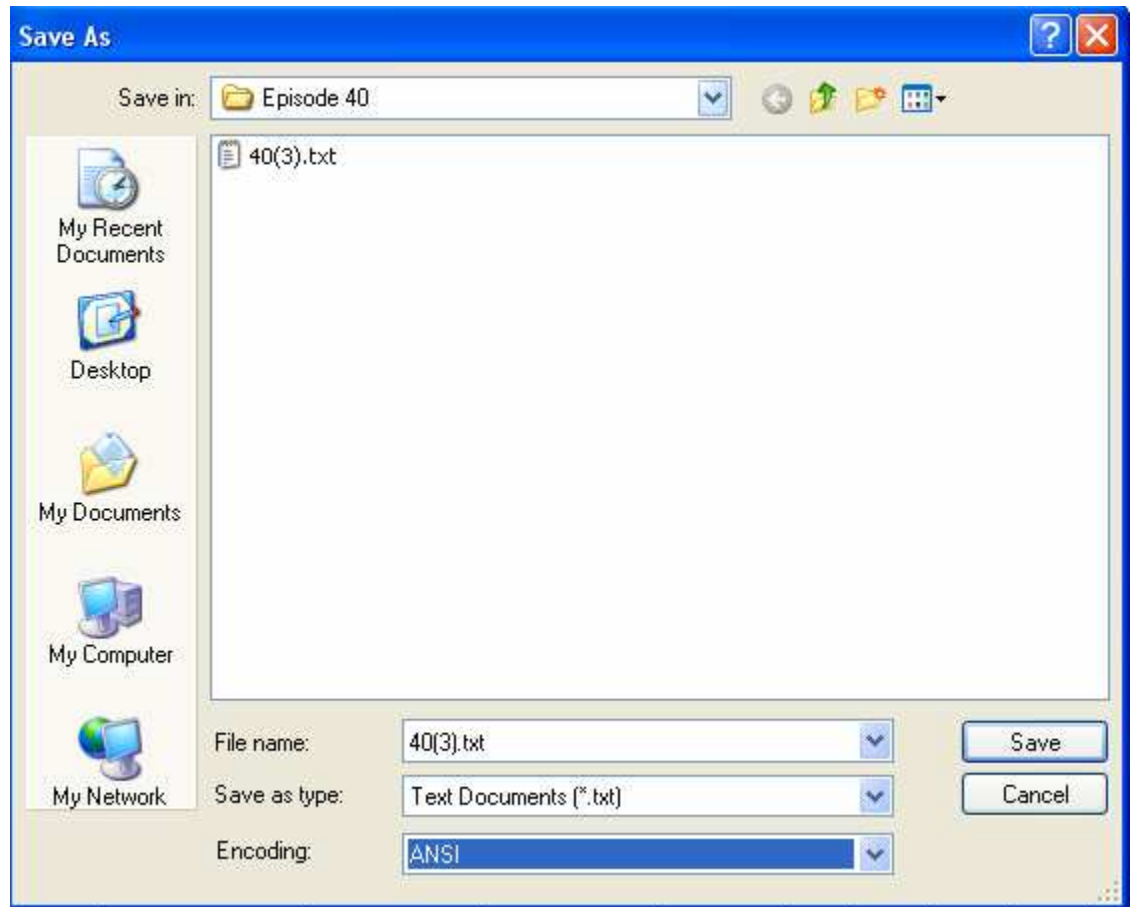 Save As
Save in: Episode 40
40(3).txt
My Recent
Documents
Desktop
My Documents
My Computer
My Network
File name: 40(3).txt Save
Save as type: Text Documents (*.txt) Cancel
Encoding: ANSI